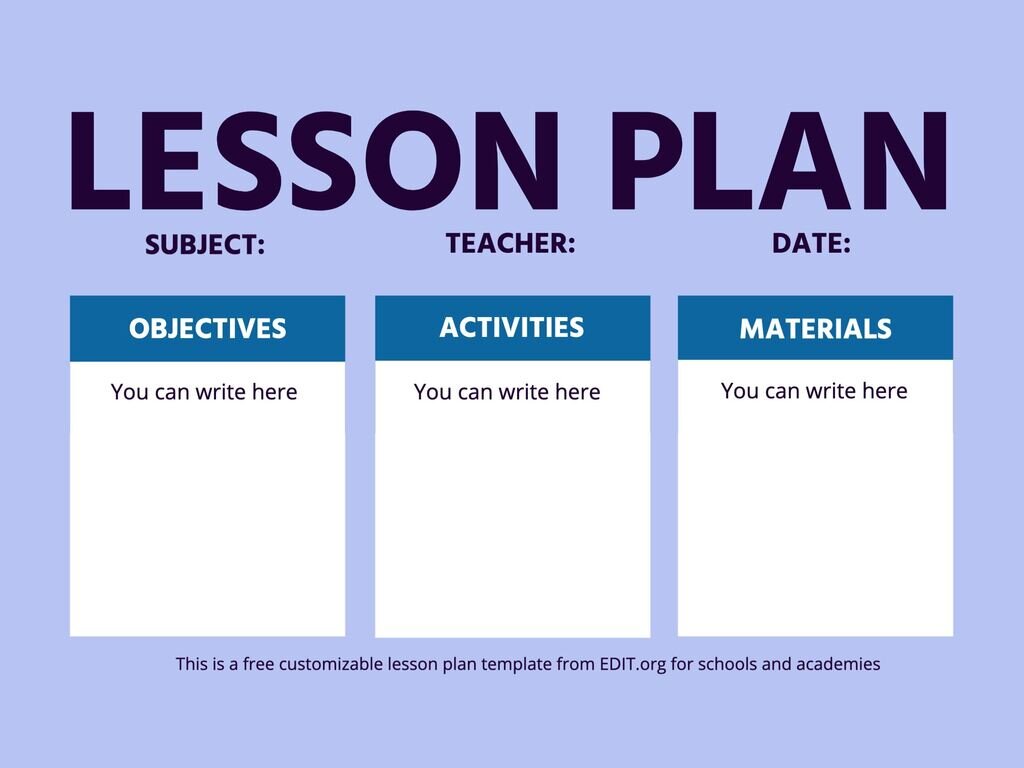 LESSON PLAN
SUBJECT: TEACHER: DATE:
OBJECTIVES ACTIVITIES MATERIALS
You can write here You can write here You can write here
This is a free customizable lesson plan template from EDIT.org for schools and academies